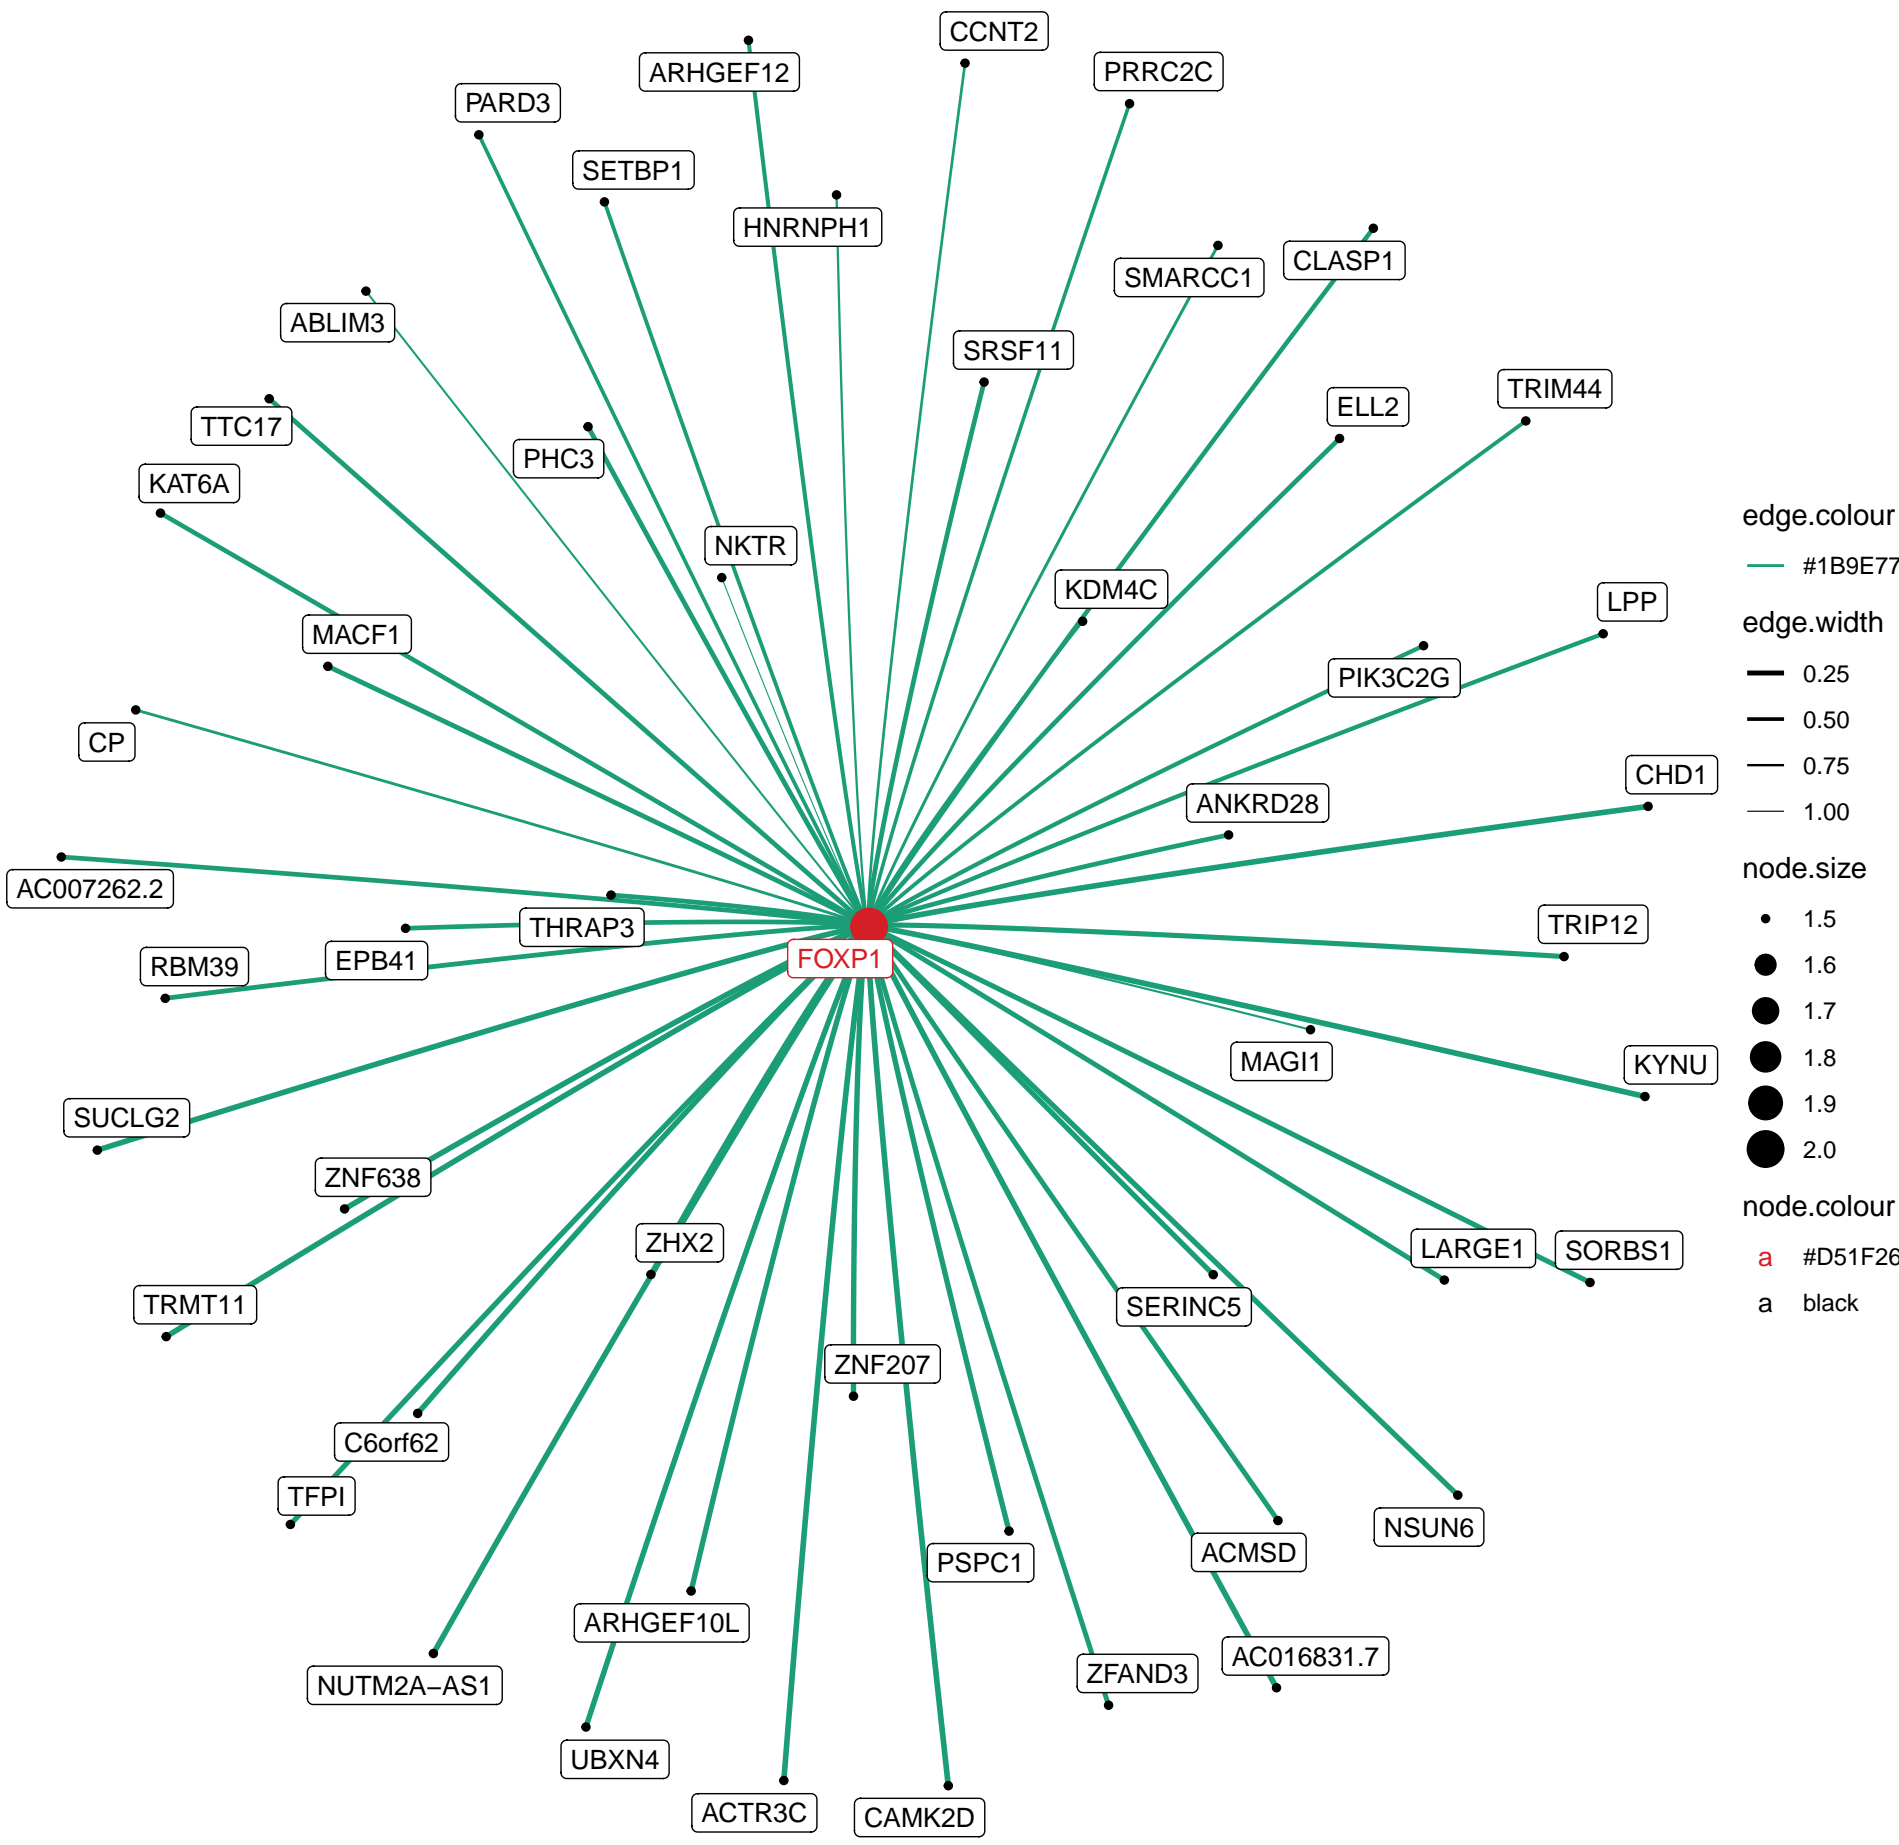 CCNT2
ARHGEF12
PRRC2C
PARD3
SETBP1
HNRNPH1
CLASP1
SMARCC1
ABLIM3
SRSF11
TRIM44
ELL2
TTC17
PHC3
KAT6A
NKTR
KDM4C
LPP
MACF1
PIK3C2G
CP
CHD1
ANKRD28
AC007262.2
THRAP3
TRIP12
EPB41
FOXP1
RBM39
MAGI1
KYNU
SUCLG2
ZNF638
ZHX2
LARGE1
SORBS1
TRMT11
SERINC5
ZNF207
C6orf62
TFPI
NSUN6
ACMSD
PSPC1
ARHGEF10L
AC016831.7
ZFAND3
NUTM2A−AS1
UBXN4
ACTR3C
CAMK2D
edge.colour
#1B9E77
edge.width
0.25
0.50
0.75
1.00
node.size
1.5
1.6
1.7
1.8
1.9
2.0
node.colour
a #D51F26
a black